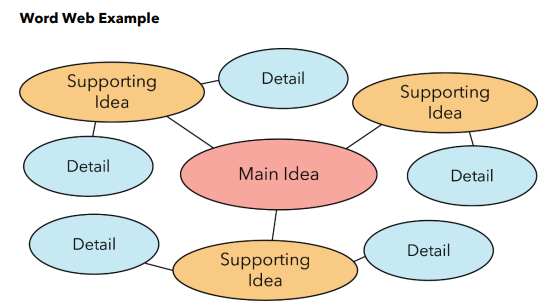 Word Web Example
Supporting
Idea
Detail
Supporting
Idea
Detail
Main Idea
Detail
Detail
Supporting
Idea
Detail